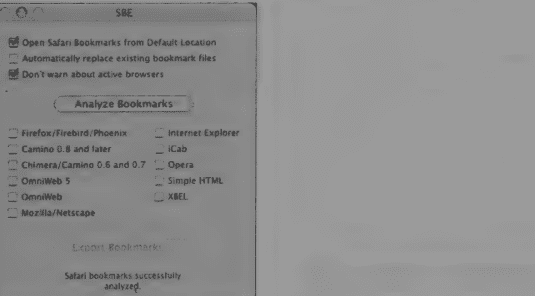 SBE
Open Safari Bookmarks from Default Location
Automatically replace existing bookmark files
Don't warn about active browsers
Analyze Bookmarks
Firefox/Firebird/Phoenix
Internet Explorer
Camino 0.8 and later
iCab
Chimera/Camino 0.6 and 0.7
Opera
OmniWeb 5
Simple HTML
OmniWeb
XBEL
Mozilla/Netscape
Export Bookmarks
Safari bookmarks successfully
analyzed.